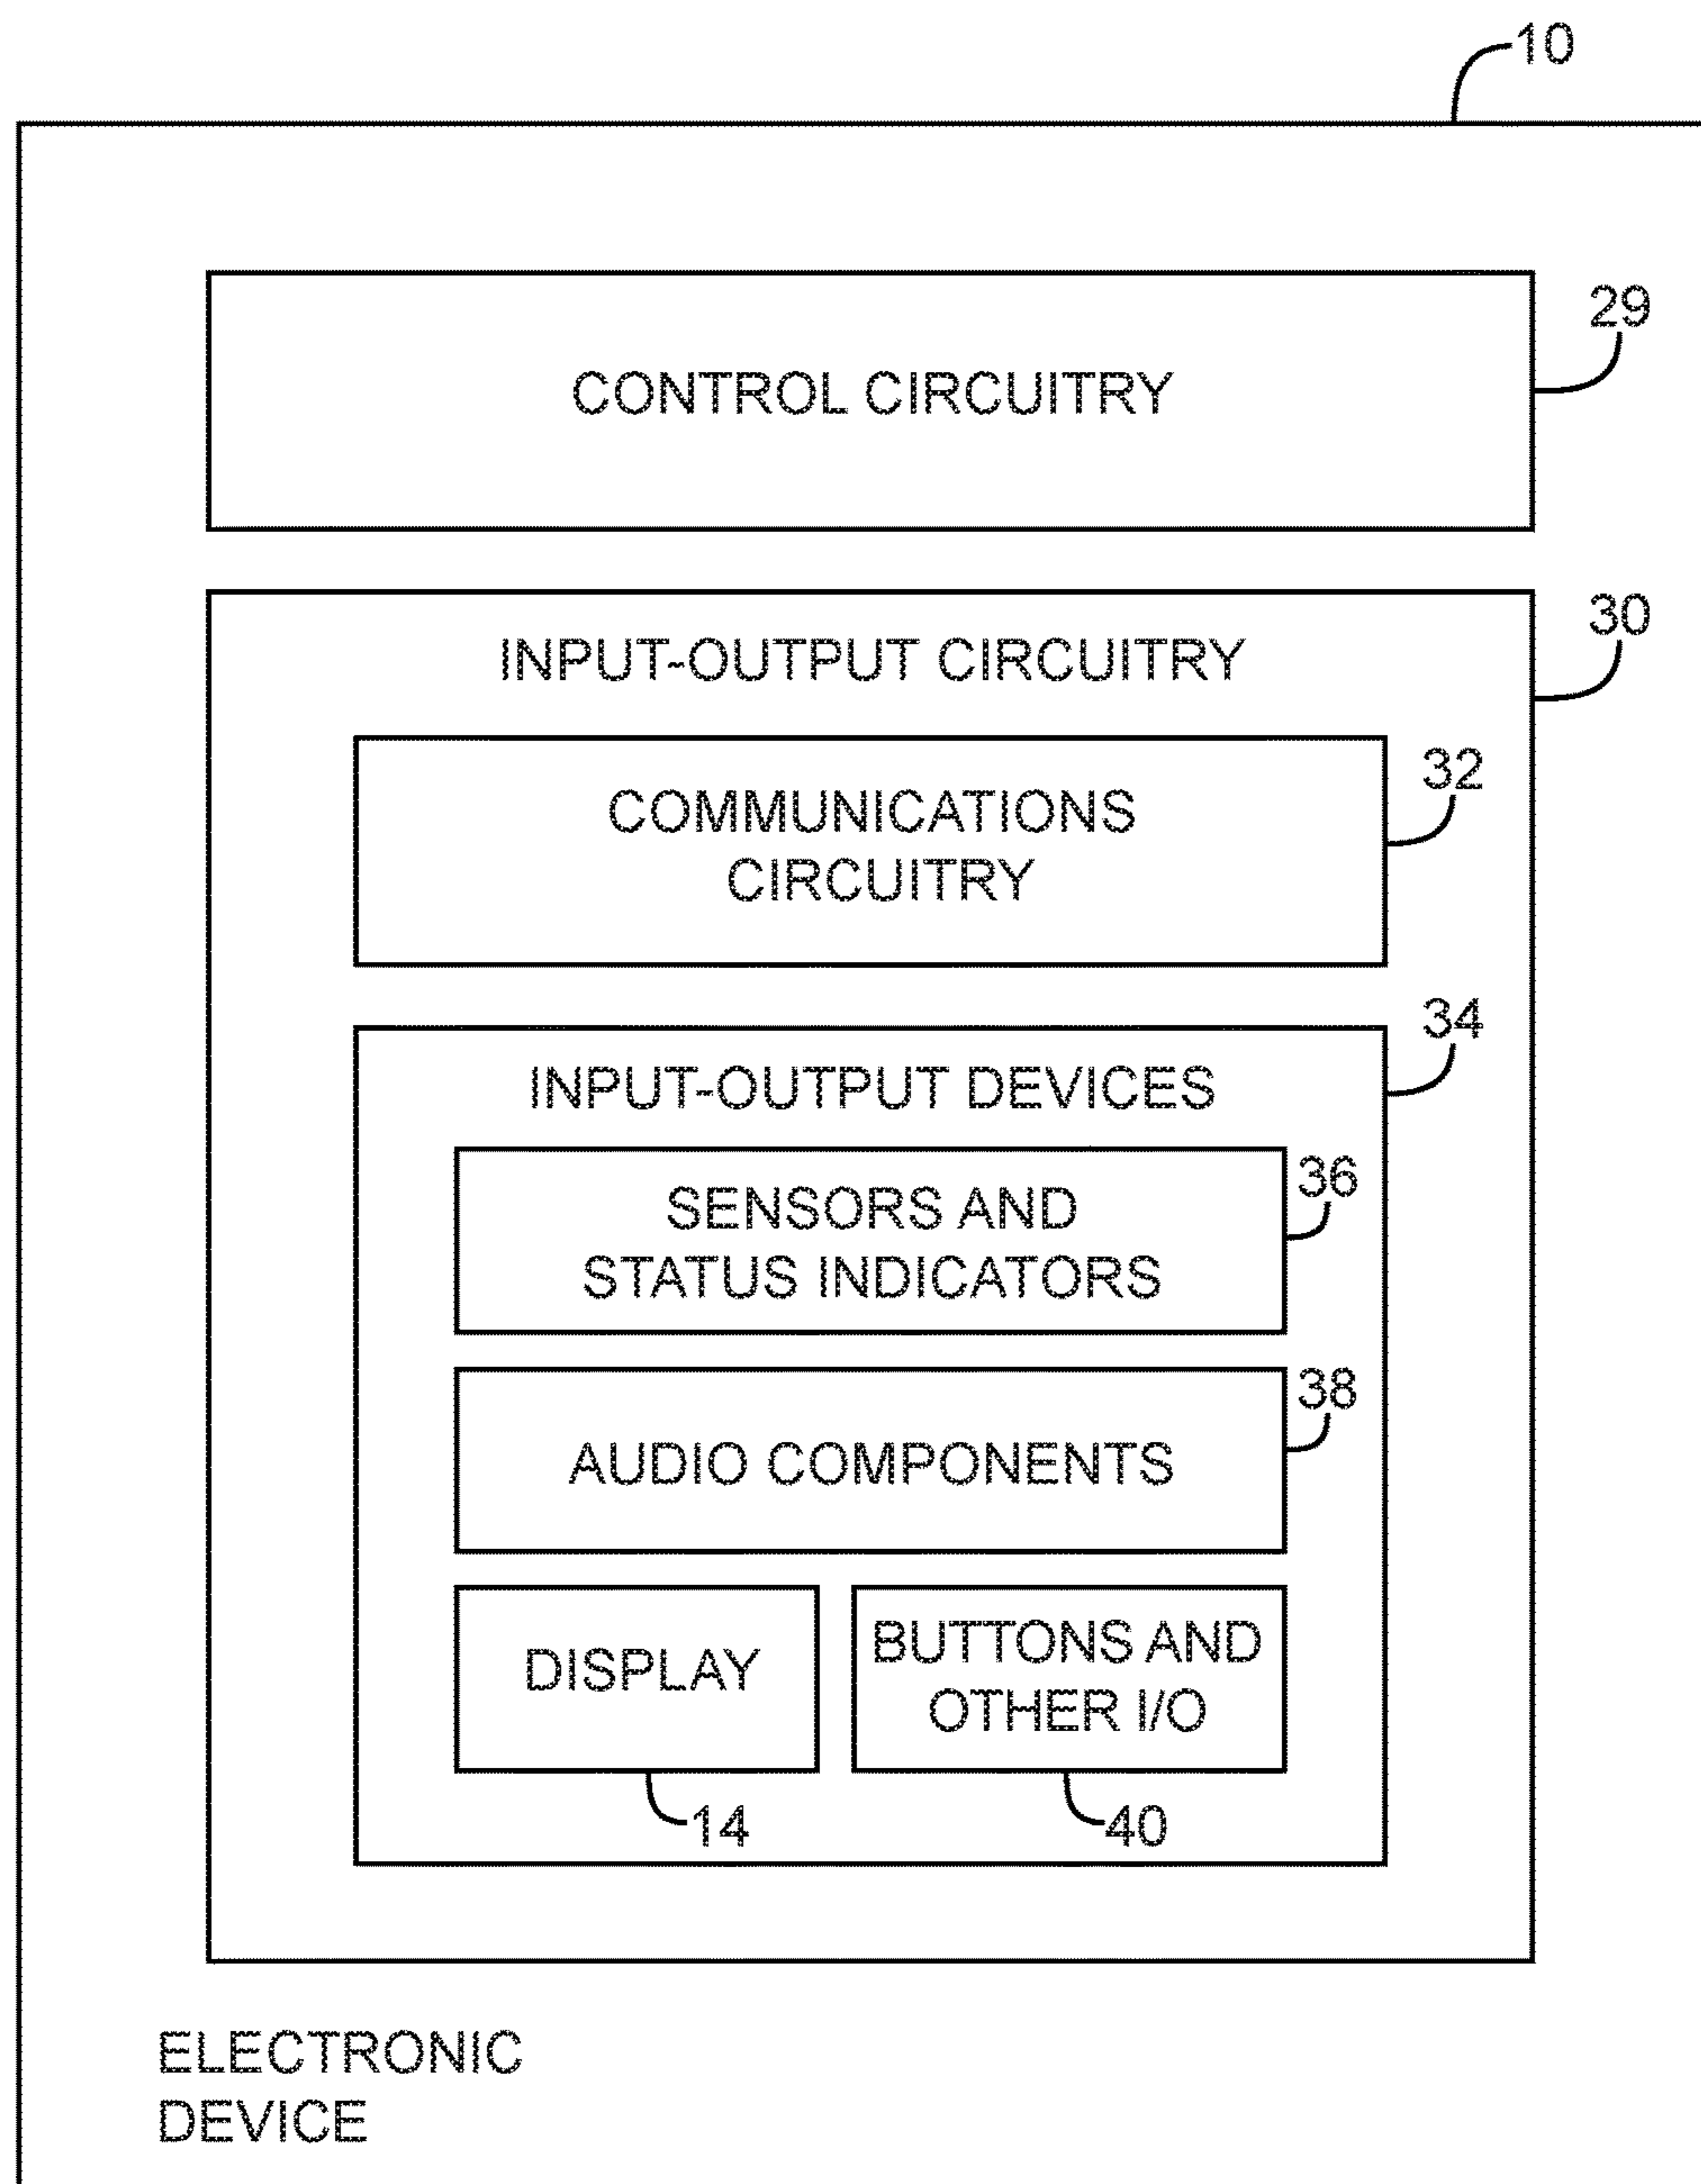 10
CONTROL CIRCUITRY
29
INPUT-OUTPUT CIRCUITRY
30
COMMUNICATIONS
CIRCUITRY
32
INPUT-OUTPUT DEVICES
34
SENSORS AND
STATUS INDICATORS
36
AUDIO COMPONENTS
38
DISPLAY
14
BUTTONS AND
OTHER I/O
40
ELECTRONIC
DEVICE